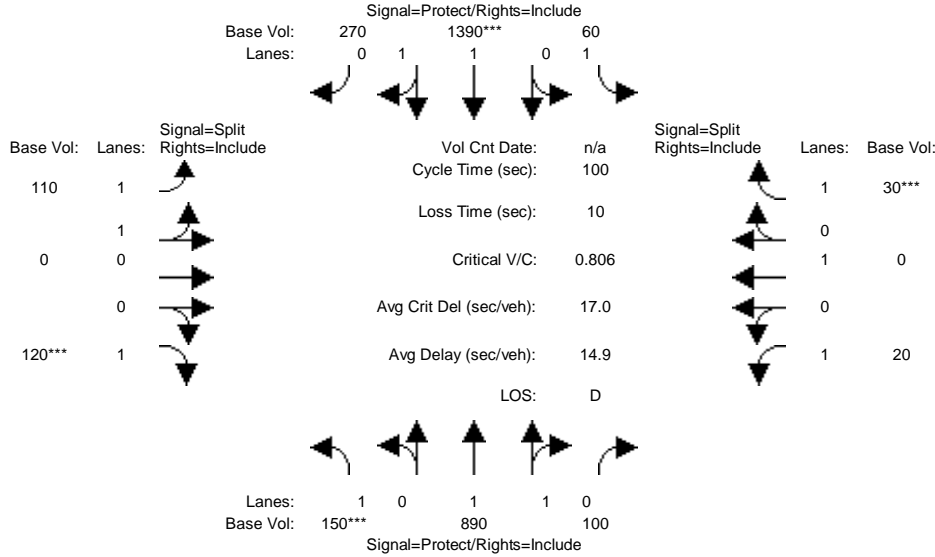 Signal=Protect/Rights=Include
Base Vol: 270 1390*** 60
Lanes: 0 1 1 0 1
Signal=Split
Base Vol: Lanes: Rights=Include
110 1
1
0 0
0
120*** 1
Vol Cnt Date: n/a
Cycle Time (sec): 100
Loss Time (sec): 10
Critical V/C: 0.806
Avg Crit Del (sec/veh): 17.0
Avg Delay (sec/veh): 14.9
LOS: D
Signal=Split
Rights=Include Lanes: Base Vol:
1 30***
0
1 0
0
1 20
Lanes: 1 0 1 1 0
Base Vol: 150*** 890 100
Signal=Protect/Rights=Include